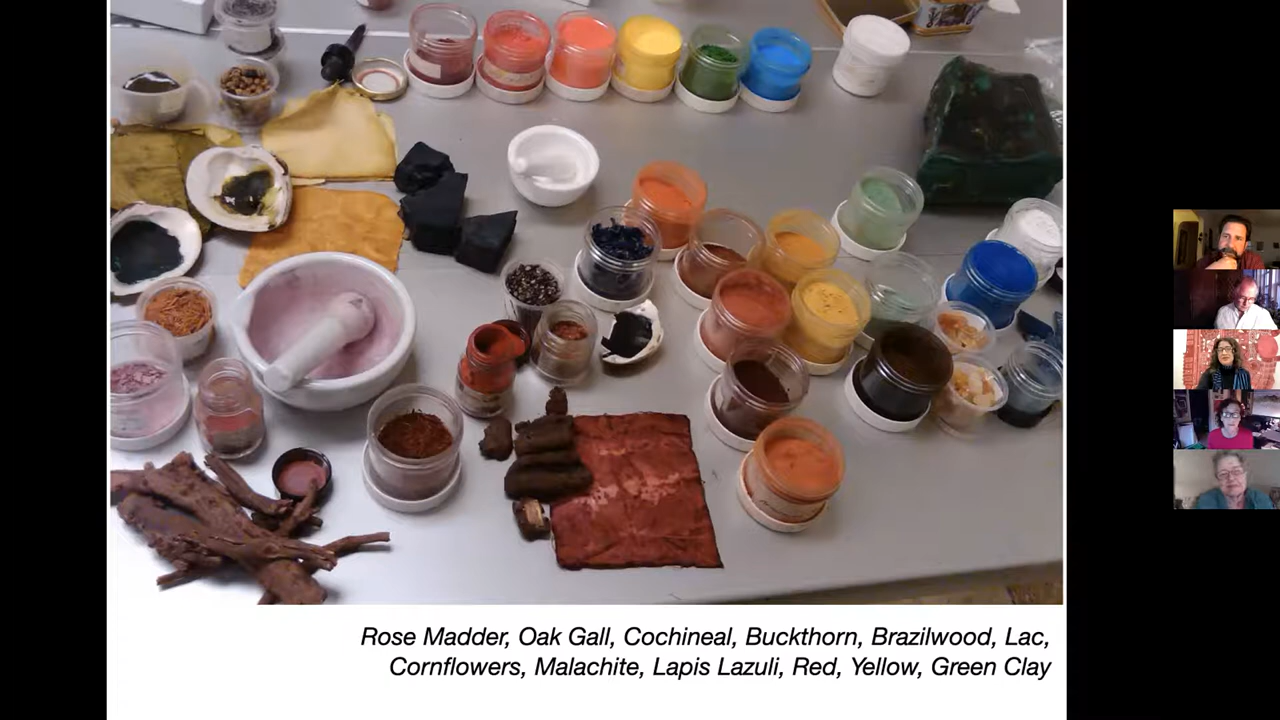 Rose Madder, Oak Gall, Cochineal, Buckthorn, Brazilwood, Lac,
Cornflowers, Malachite, Lapis Lazuli, Red, Yellow, Green Clay